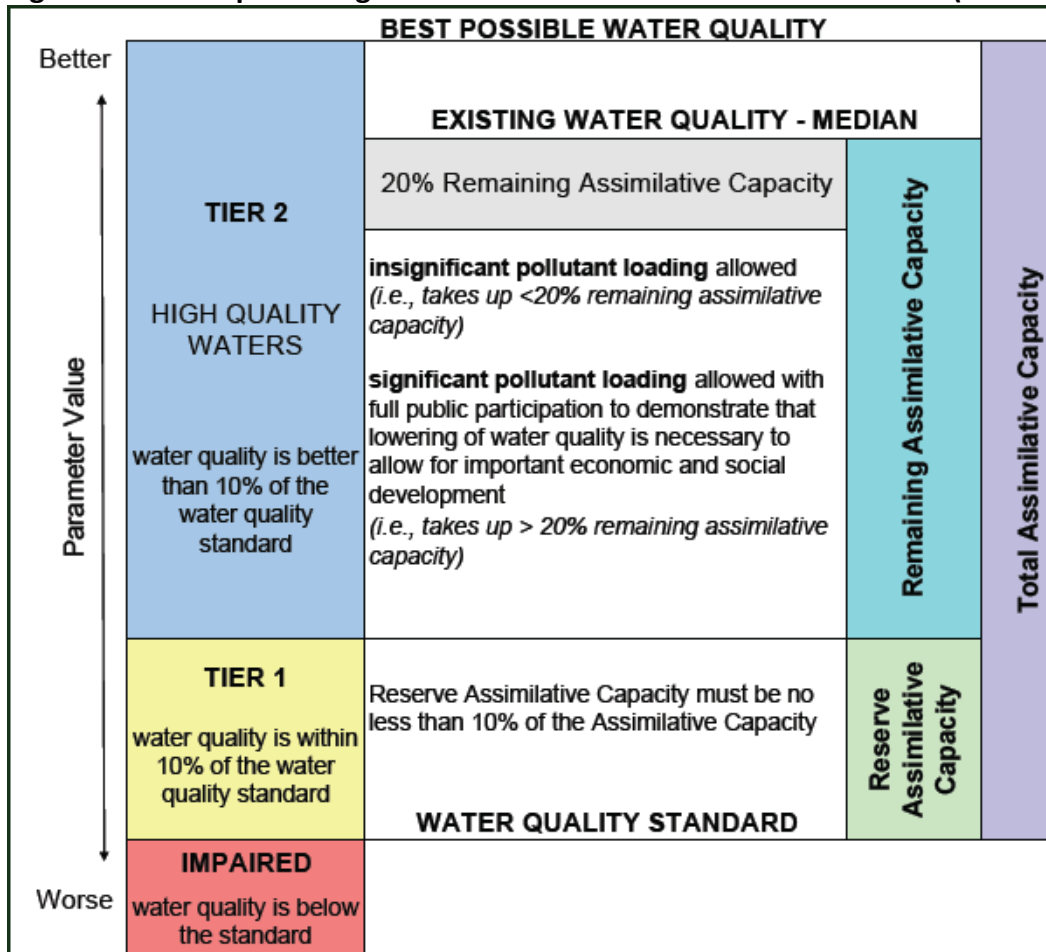 BEST POSSIBLE WATER QUALITY
Better
EXISTING WATER QUALITY - MEDIAN
20% Remaining Assimilative Capacity
TIER 2
HIGH QUALITY
WATERS
water quality is better
than 10% of the
water quality
standard
insignificant pollutant loading allowed
(i.e., takes up <20% remaining assimilative
capacity)
significant pollutant loading allowed with
full public participation to demonstrate that
lowering of water quality is necessary to
allow for important economic and social
development
(i.e., takes up > 20% remaining assimilative
capacity)
Remaining Assimilative Capacity
Total Assimilative Capacity
Parameter Value
TIER 1
water quality is within
10% of the water
quality standard
Reserve Assimilative Capacity must be no
less than 10% of the Assimilative Capacity
Reserve
Assimilative
Capacity
WATER QUALITY STANDARD
IMPAIRED
Worse
water quality is below
the standard